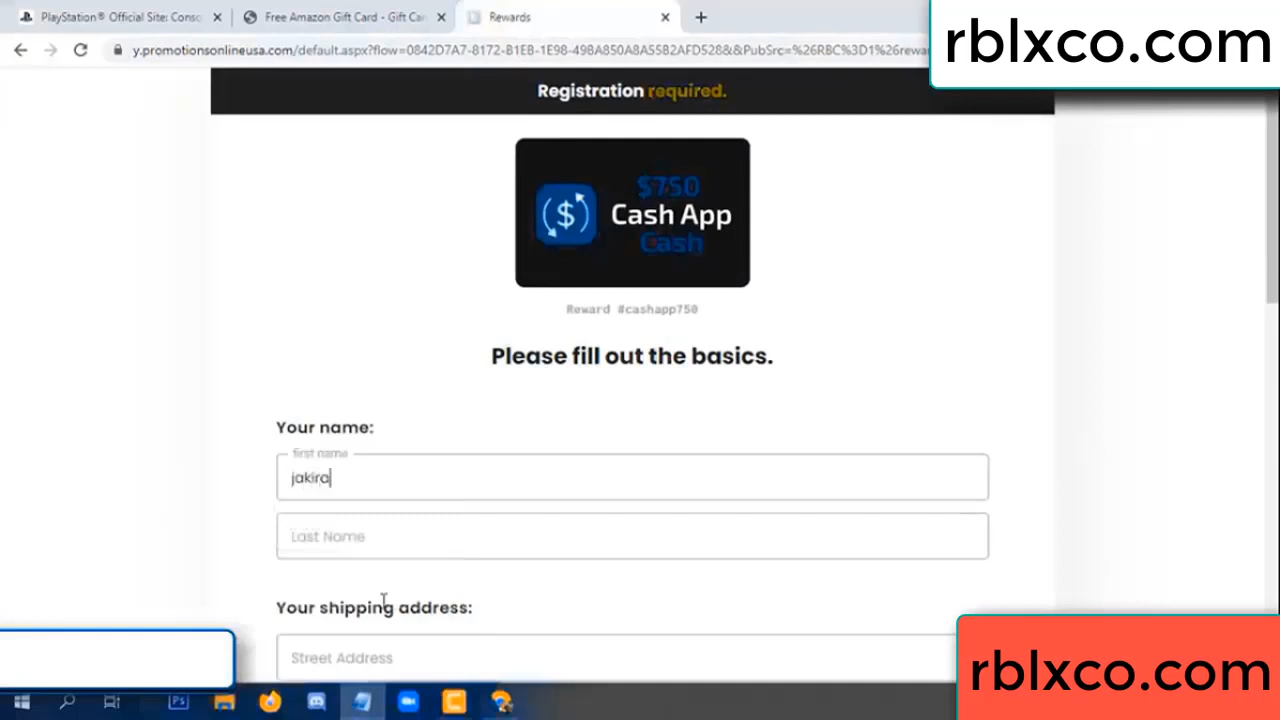 PlayStation® Official Site: Conso
Free Amazon Gift Card - Gift Car
Rewards
rblxco.com
y.promotionsonlineusa.com/default.aspx?flow=0842D7A7-8172-B1EB-1E98-498A850A8A55B2AFD528&&PubSrc=%26RBC%3D1%26rewar
Registration required.
$750
Cash App
Cash
Reward #cashapp750
Please fill out the basics.
Your name:
first name
jakira
Last Name
Your shipping address:
Street Address
rblxco.com
Ps